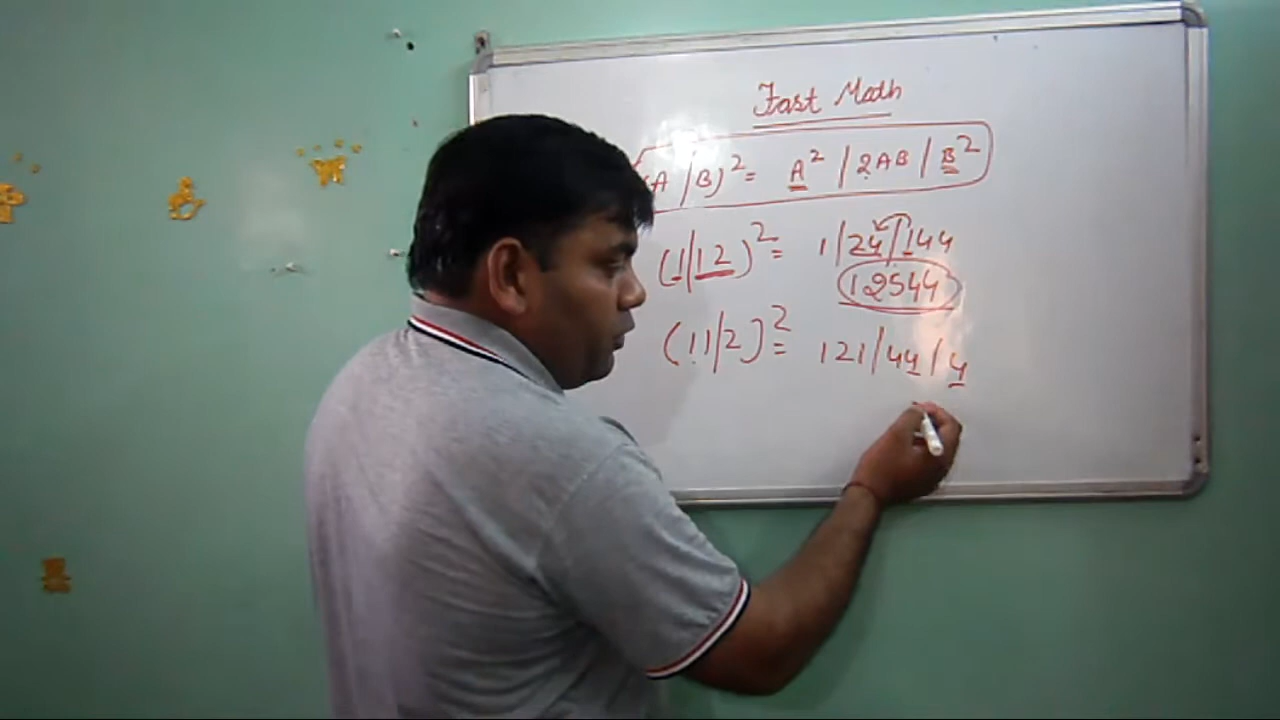 Fast Math
(A/B)² = A² / 2AB / B²
(1/12)² = 1/24/144
12544
(11/2)² = 121/44/4